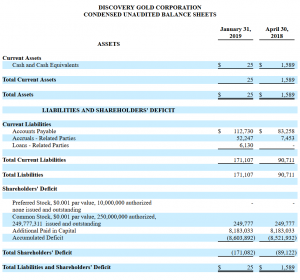 DISCOVERY GOLD CORPORATION
CONDENSED UNAUDITED BALANCE SHEETS
January 31, 2019 April 30, 2018
ASSETS
Current Assets
Cash and Cash Equivalents $ 25 $ 1,589
Total Current Assets 25 1,589
Total Assets $ 25 $ 1,589
LIABILITIES AND SHAREHOLDERS' DEFICIT
Current Liabilities
Accounts Payable $ 112,730 $ 83,258
Accruals - Related Parties 52,247 7,453
Loans - Related Parties 6,130 -
Total Current Liabilities 171,107 90,711
Total Liabilities 171,107 90,711
Shareholders' Deficit
Preferred Stock, $0.001 par value, 10,000,000 authorized
none issued and outstanding - -
Common Stock, $0.001 par value, 250,000,000 authorized,
249,777,311 issued and outstanding 249,777 249,777
Additional Paid in Capital 8,183,033 8,183,033
Accumulated Deficit (8,603,892) (8,521,932)
Total Shareholders' Deficit (171,082) (89,122)
Total Liabilities and Shareholders' Deficit $ 25 $ 1,589